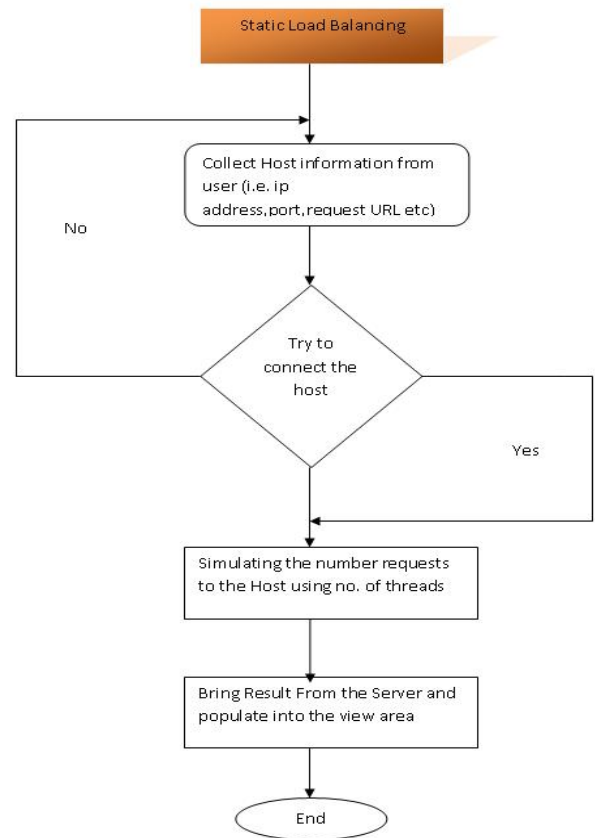 Static Load Balancing
Collect Host information from
user (i.e. ip
address,port,request URL etc)
No
Try to
connect the
host
Yes
Simulating the number requests
to the Host using no. of threads
Bring Result From the Server and
populate into the view area
End